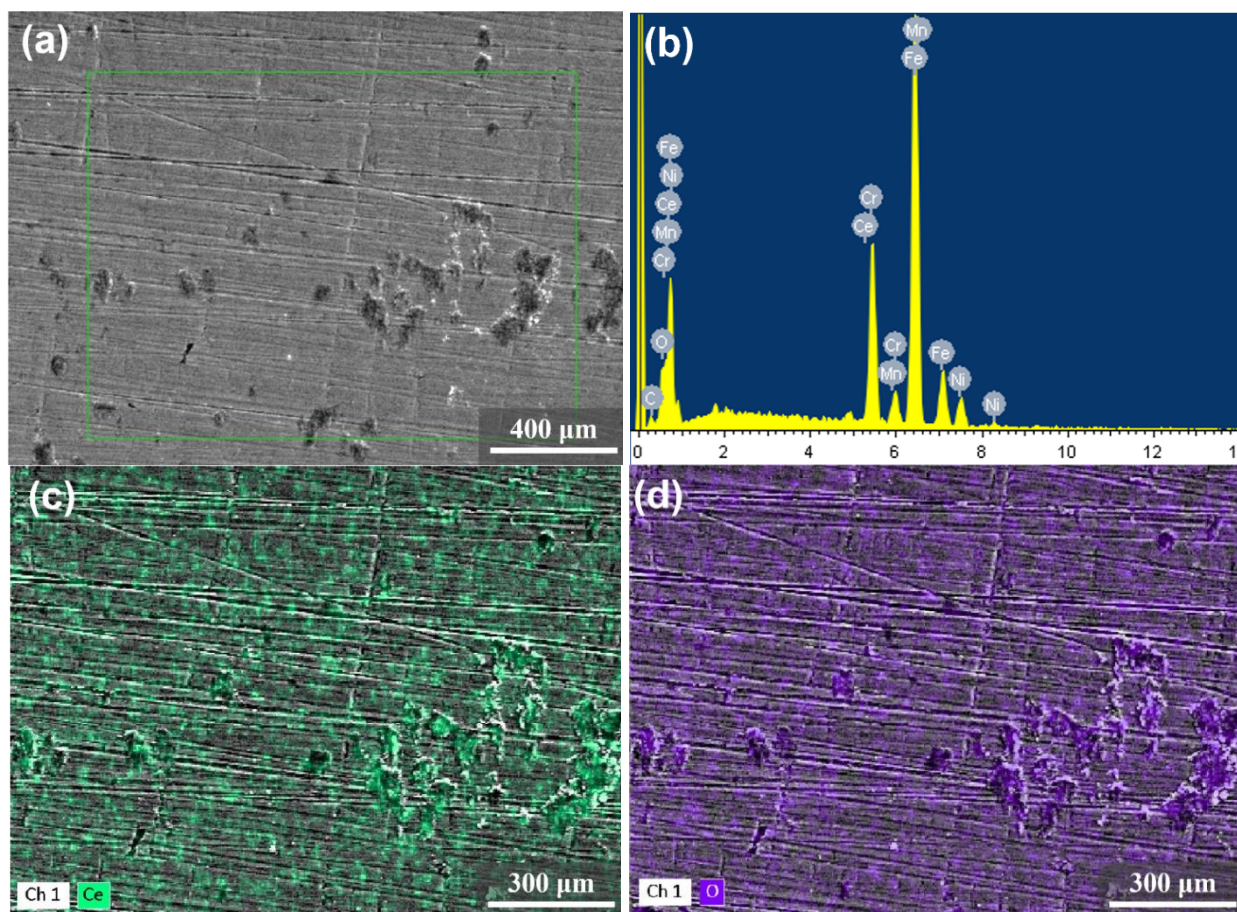 (a)
400 μm
(b)
Mn
Fe
Fe
Ni
Ce
Mn
Cr
O
C
Cr
Ce
Cr
Mn
Fe
Ni
Ni
0 2 4 6 8 10 12 14
(c)
Ch 1 Ce
300 μm
(d)
Ch 1 O
300 μm